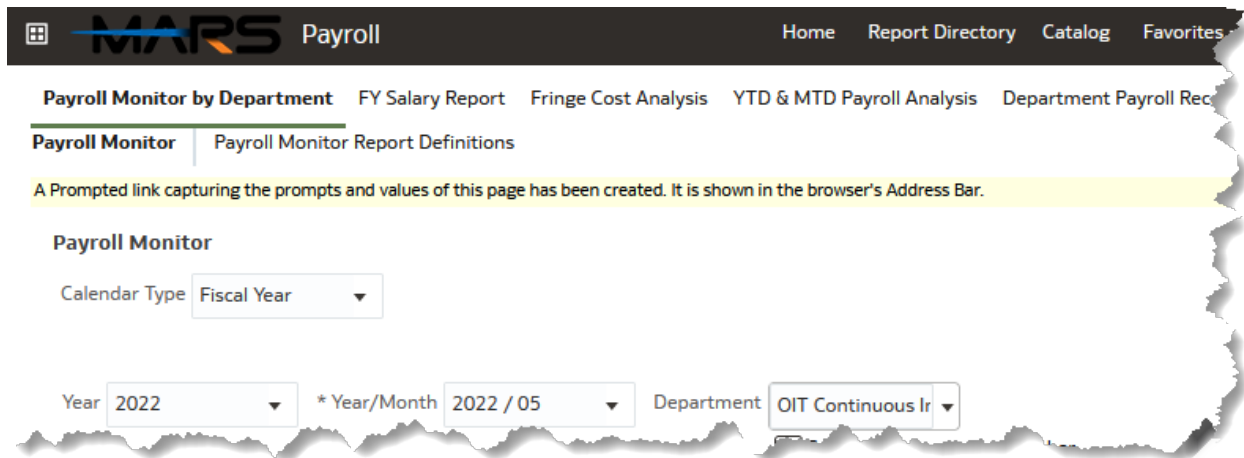 MARS Payroll Home Report Directory Catalog Favorites
Payroll Monitor by Department FY Salary Report Fringe Cost Analysis YTD & MTD Payroll Analysis Department Payroll
Payroll Monitor Payroll Monitor Report Definitions
A Prompted link capturing the prompts and values of this page has been created. It is shown in the browser's Address Bar.
Payroll Monitor
Calendar Type Fiscal Year
Year 2022 * Year/Month 2022 / 05 Department OIT Continuous